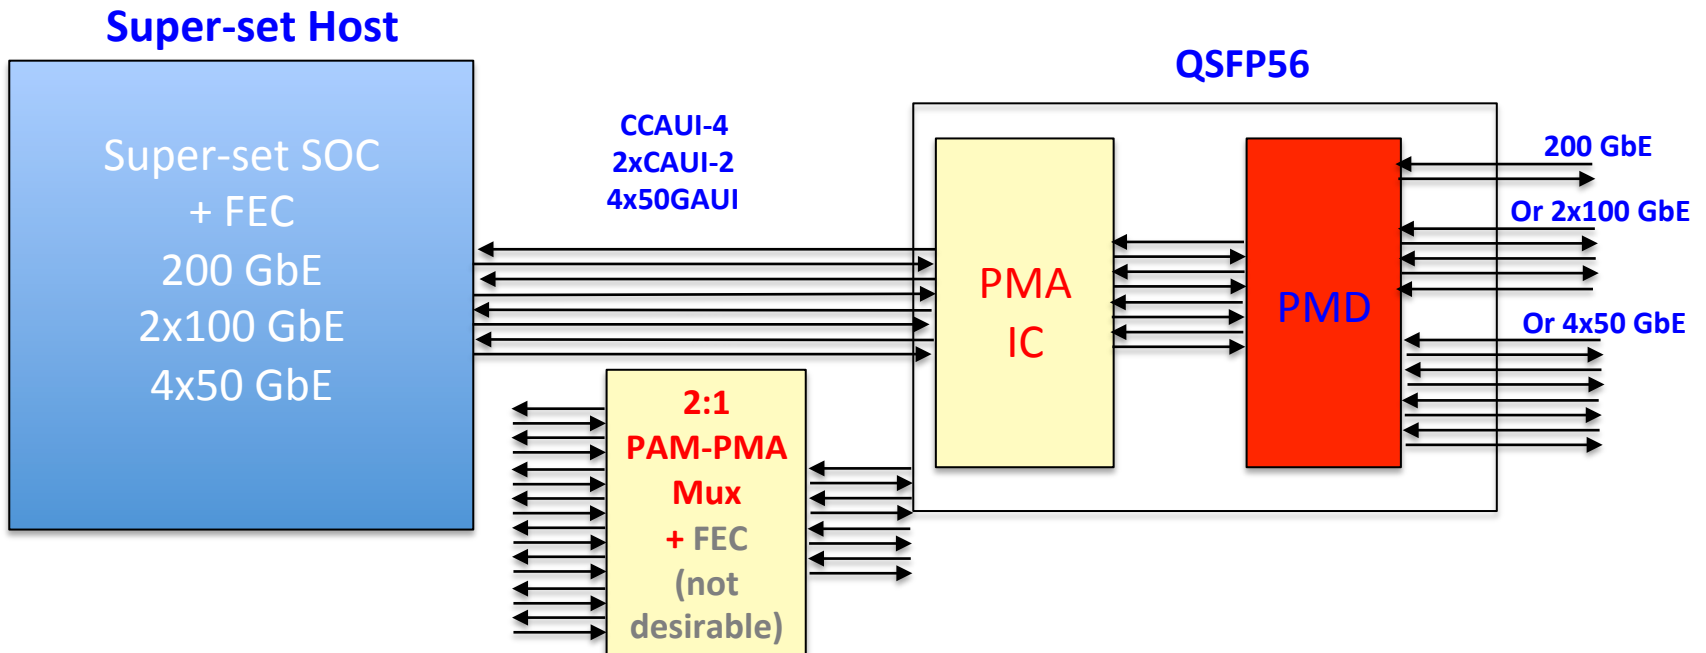 Super-set Host
Super-set SOC
+ FEC
200 GbE
2x100 GbE
4x50 GbE
CCAUI-4
2xCAUI-2
4x50GAUI
QSFP56
PMA
IC
PMD
200 GbE
Or 2x100 GbE
Or 4x50 GbE
2:1
PAM-PMA
Mux
+ FEC
(not
desirable)